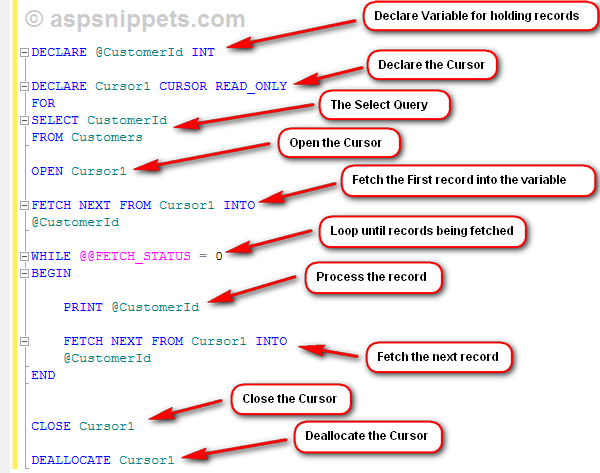 © aspsnippets.com
Declare Variable for holding records
DECLARE @CustomerId INT
Declare the Cursor
DECLARE Cursor1 CURSOR READ_ONLY
FOR
The Select Query
SELECT CustomerId
FROM Customers
Open the Cursor
OPEN Cursor1
Fetch the First record into the variable
FETCH NEXT FROM Cursor1 INTO
@CustomerId
Loop until records being fetched
WHILE @@FETCH_STATUS = 0
BEGIN
Process the record
PRINT @CustomerId
FETCH NEXT FROM Cursor1 INTO
@CustomerId
Fetch the next record
END
Close the Cursor
CLOSE Cursor1
Deallocate the Cursor
DEALLOCATE Cursor1